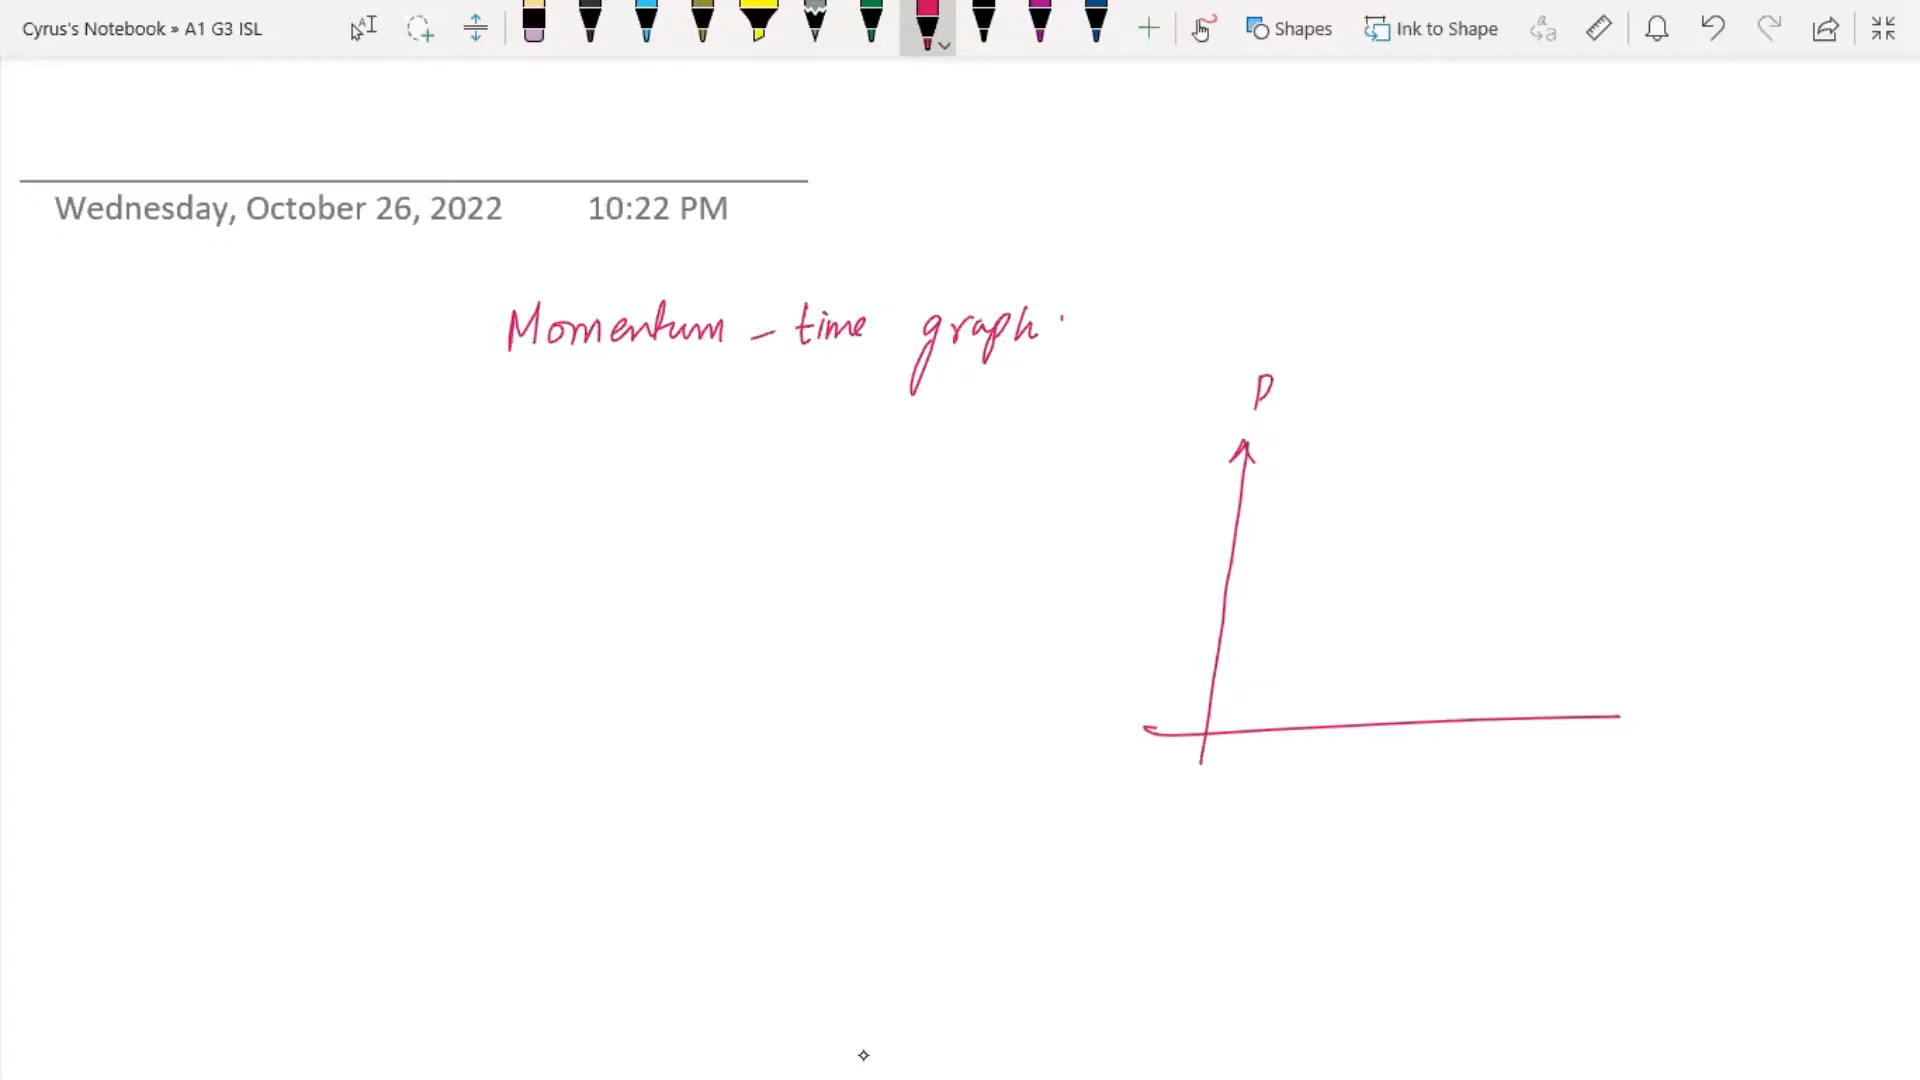 Cyrus's Notebook » A1 G3 ISL
Shapes
Ink to Shape
Wednesday, October 26, 2022 10:22 PM
Momentum - time graph.
P